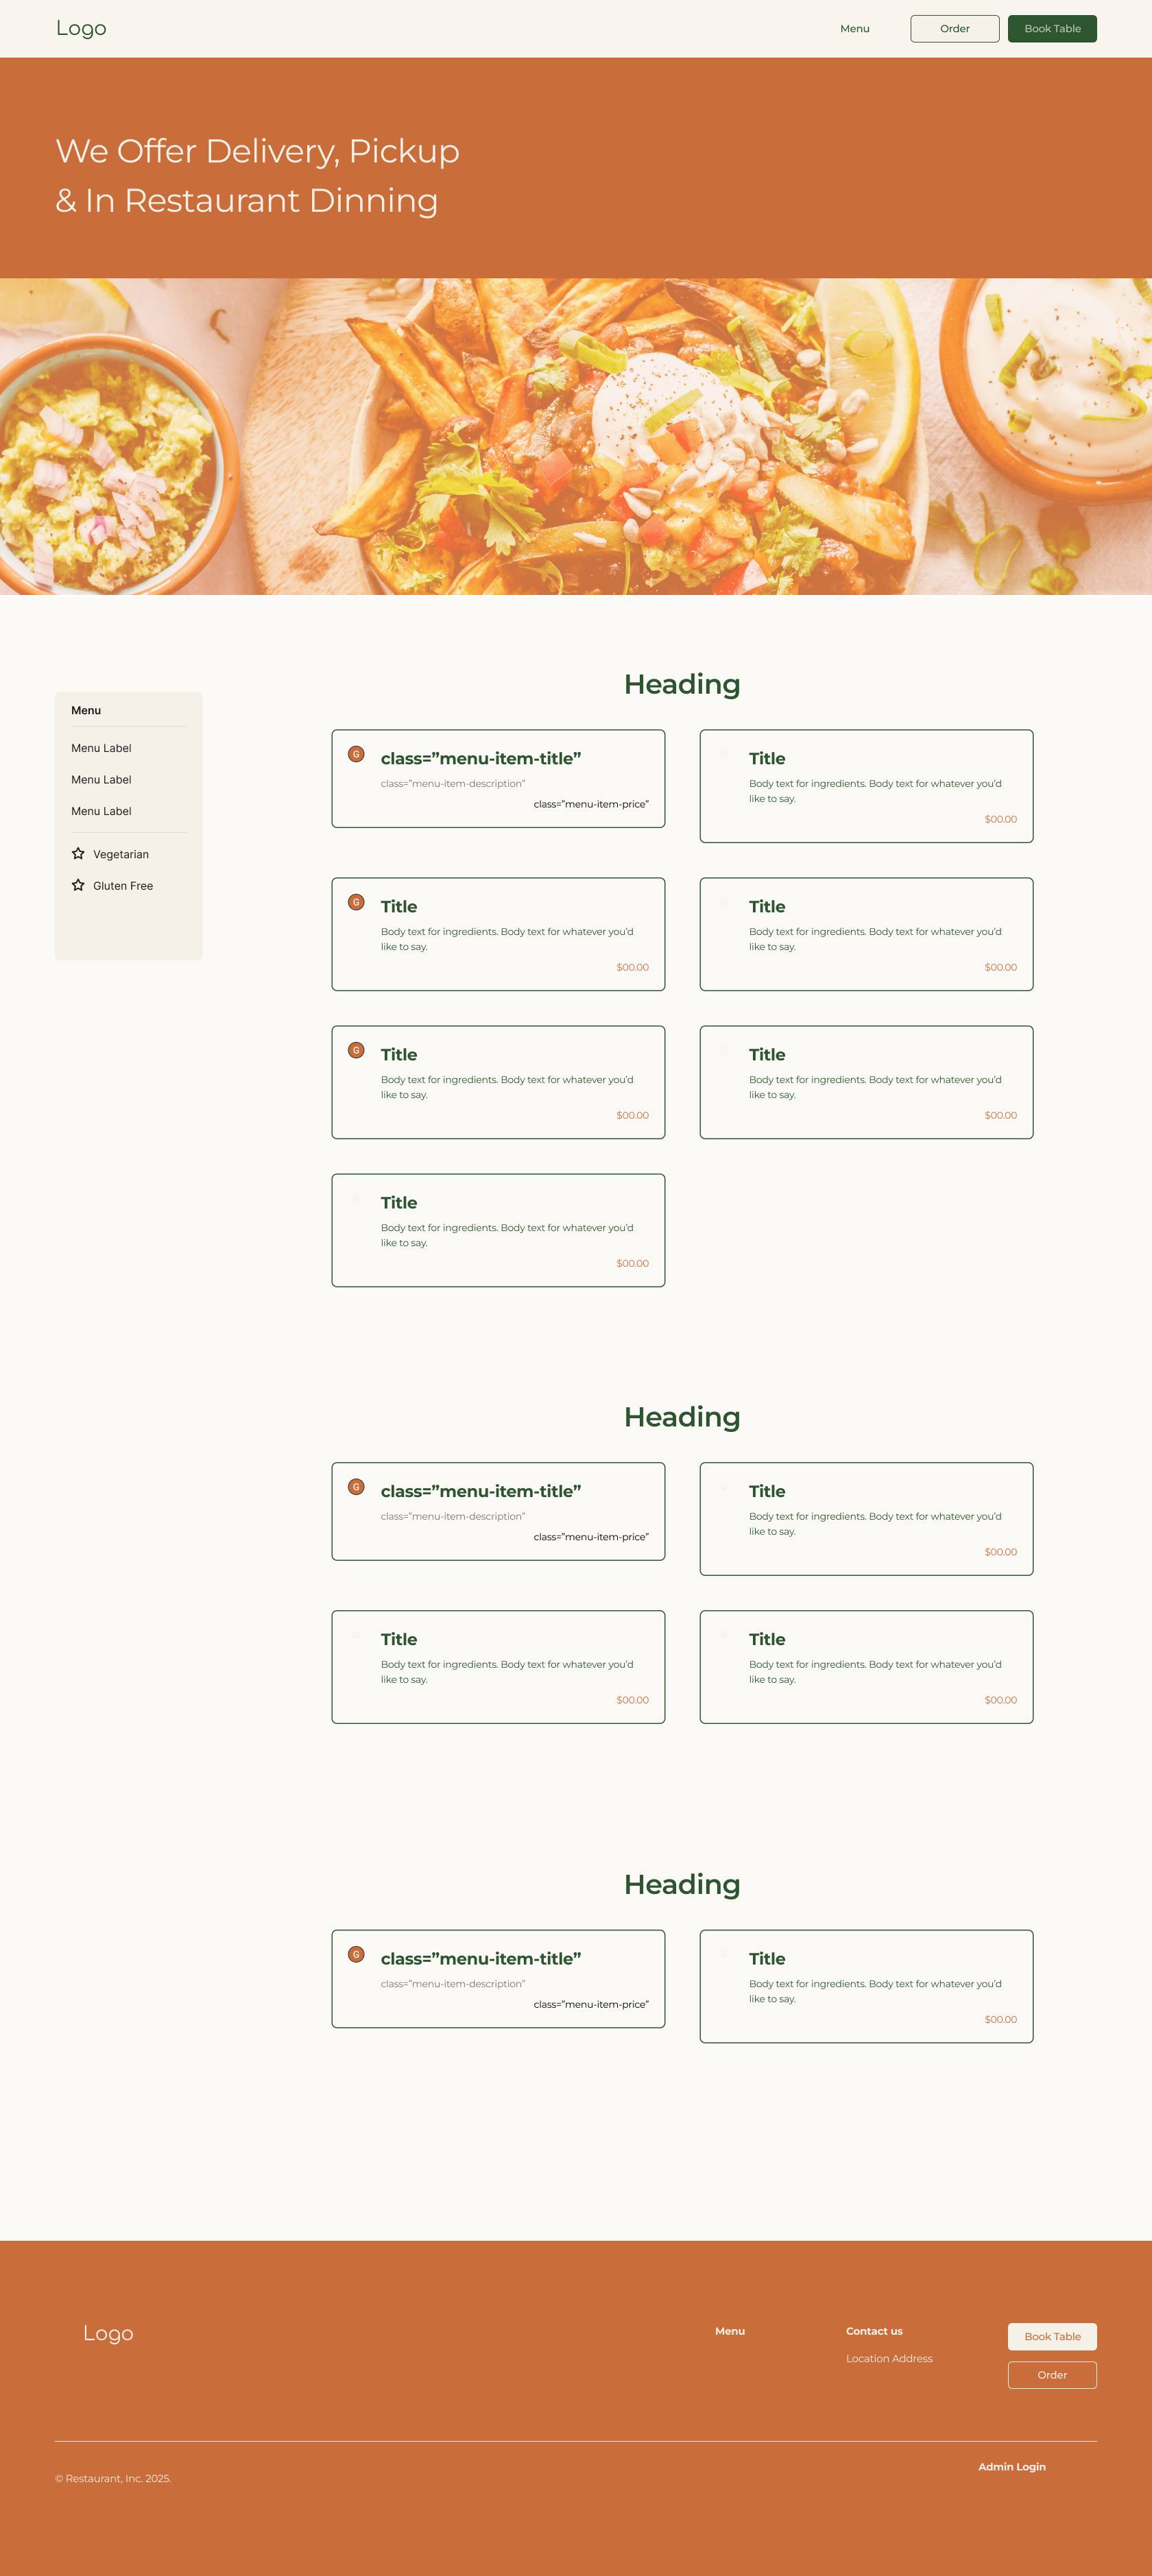 Logo
Menu
Order
Book Table
We Offer Delivery, Pickup
& In Restaurant Dinning
Menu
Menu Label
Menu Label
Menu Label
Vegetarian
Gluten Free
Heading
G
class=”menu-item-title”
class=”menu-item-description”
class=”menu-item-price”
Title
Body text for ingredients. Body text for whatever you’d
like to say.
$00.00
G
Title
Body text for ingredients. Body text for whatever you’d
like to say.
$00.00
Title
Body text for ingredients. Body text for whatever you’d
like to say.
$00.00
G
Title
Body text for ingredients. Body text for whatever you’d
like to say.
$00.00
Title
Body text for ingredients. Body text for whatever you’d
like to say.
$00.00
Title
Body text for ingredients. Body text for whatever you’d
like to say.
$00.00
Heading
G
class=”menu-item-title”
class=”menu-item-description”
class=”menu-item-price”
Title
Body text for ingredients. Body text for whatever you’d
like to say.
$00.00
Title
Body text for ingredients. Body text for whatever you’d
like to say.
$00.00
Title
Body text for ingredients. Body text for whatever you’d
like to say.
$00.00
Heading
G
class=”menu-item-title”
class=”menu-item-description”
class=”menu-item-price”
Title
Body text for ingredients. Body text for whatever you’d
like to say.
$00.00
Logo
Menu
Contact us
Location Address
Book Table
Order
© Restaurant, Inc. 2025.
Admin Login